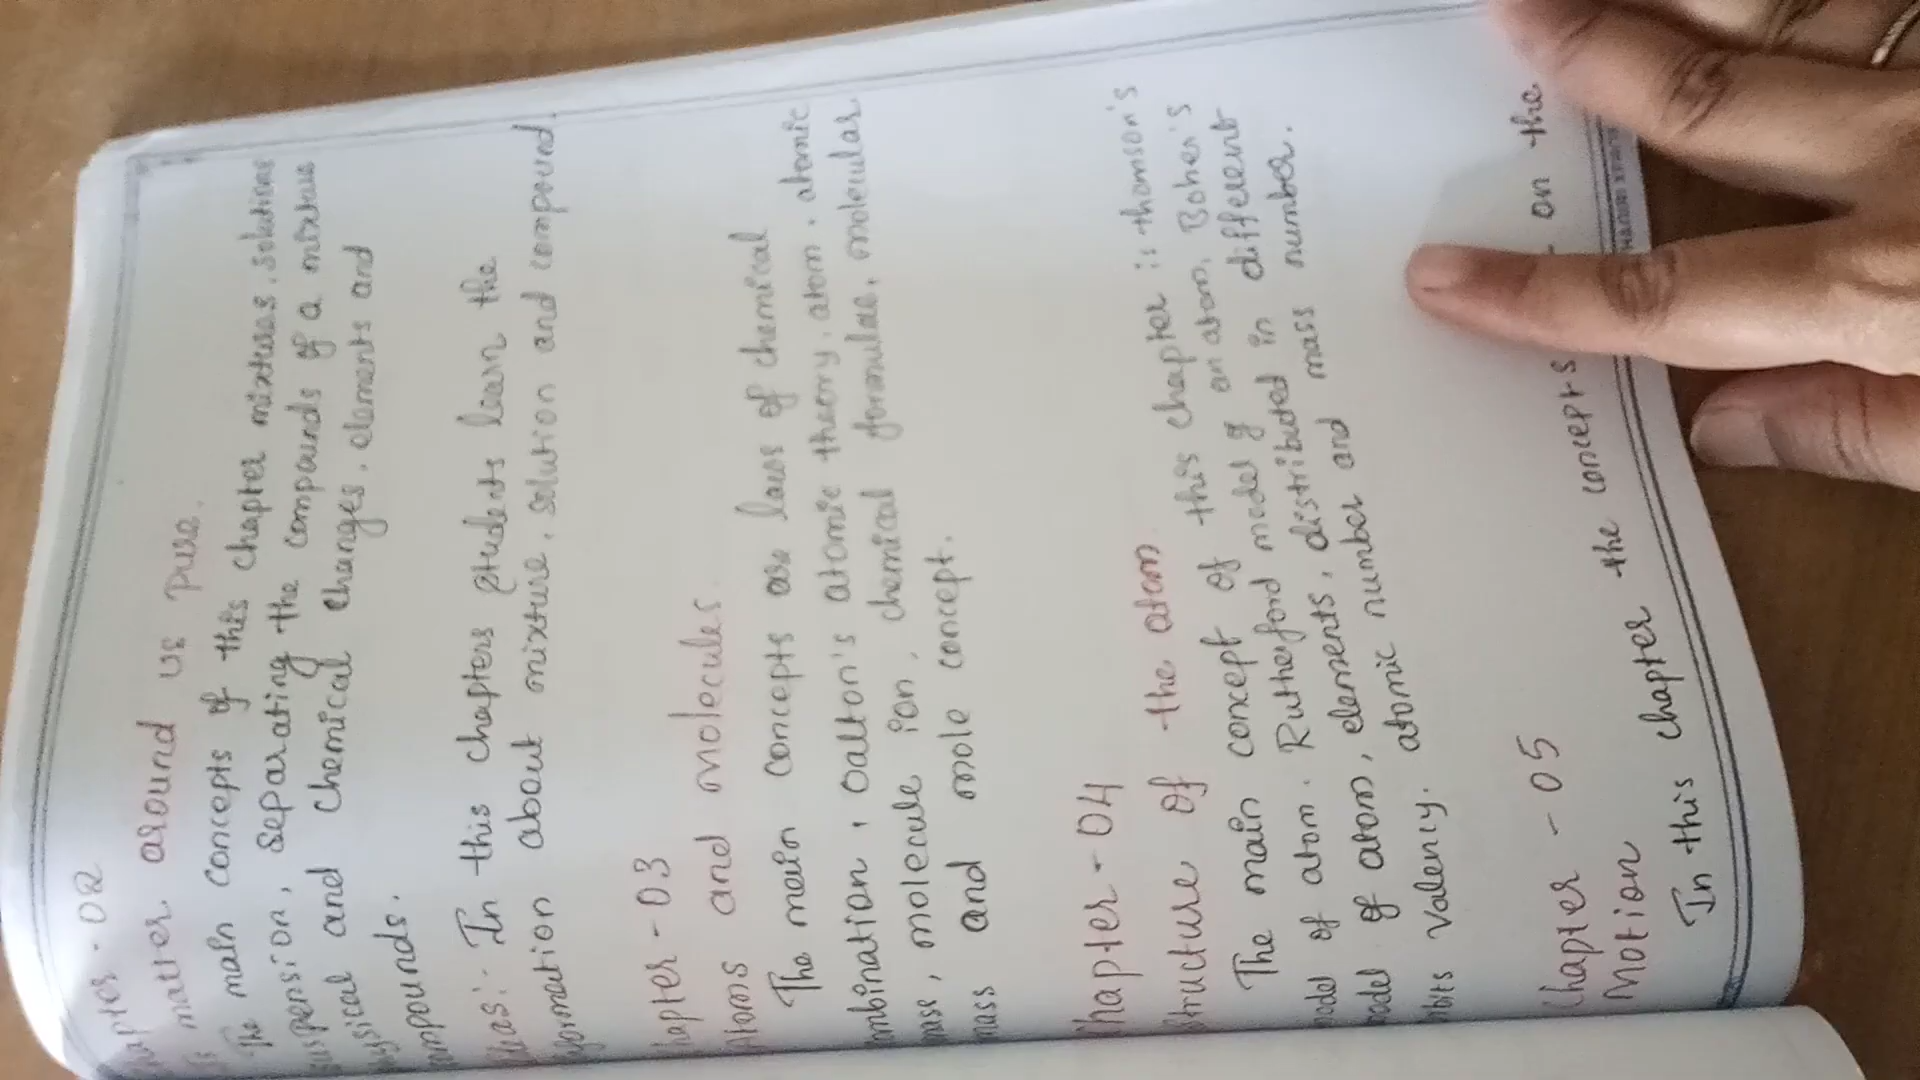 Chapter - 02
Is matter around us pure.
The main concepts of this chapter mixtures, solutions
suspension, separating the compounds of a mixture
physical and chemical changes, elements and
compounds.
Ideas:- In this chapters students learn the
information about mixture, solution and compound.
Chapter - 03
Atoms and molecules
The main concepts are laws of chemical
combination, Dalton's atomic theory, atom, atomic
mass, molecule ion, chemical formulae, molecular
mass and mole concept.
Chapter - 04
Structure of the atom.
The main concept of this chapter is thomson's
model of atom. Rutherford model of an atom, Boher's
model of atom, elements, distributed in different
orbits valency. atomic number and mass number.
Chapter - 05
Motion
In this chapter the concepts on the